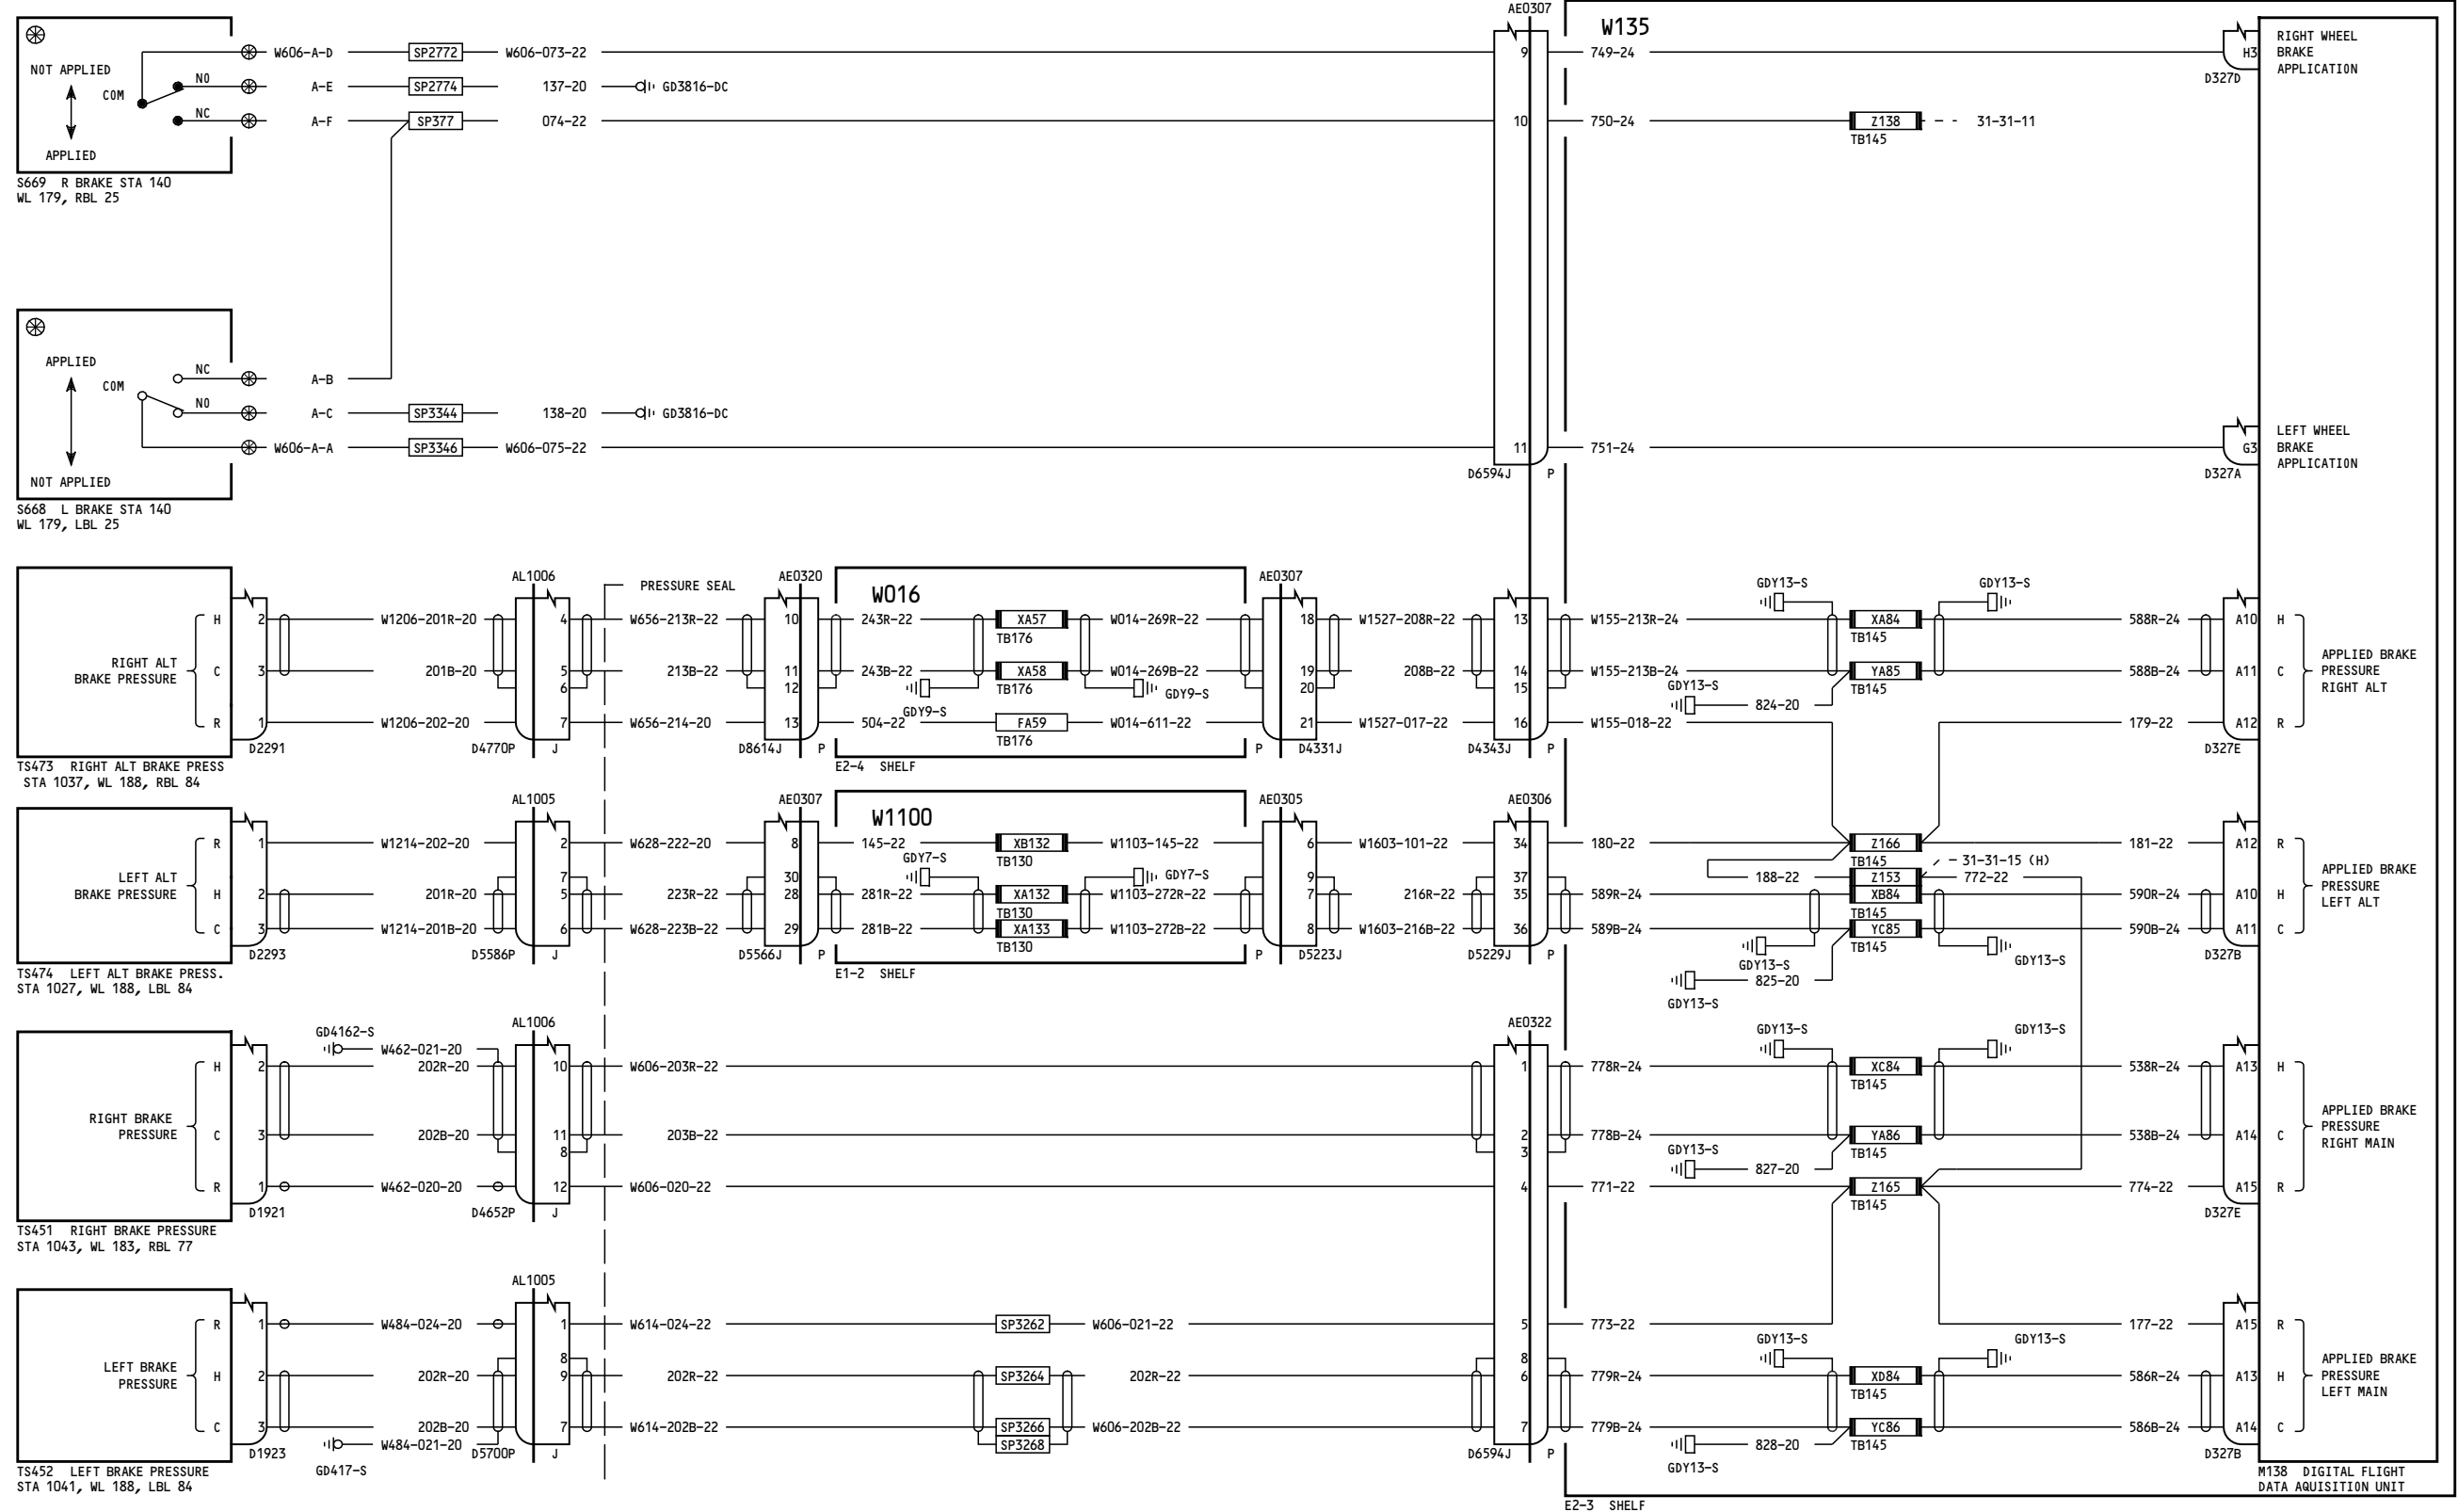 AE0307
W135
NOT APPLIED
COM
NO
NC
APPLIED
W606-A-D
SP2772
W606-073-22
9
749-24
H3
D327D
RIGHT WHEEL
BRAKE
APPLICATION
A-E
SP2774
137-20
GD3816-DC
A-F
SP377
074-22
10
750-24
Z138
TB145
31-31-11
S669 R BRAKE STA 140
WL 179, RBL 25
APPLIED
COM
NC
NO
NOT APPLIED
A-B
A-C
SP3344
138-20
GD3816-DC
W606-A-A
SP3346
W606-075-22
11
751-24
G3
D327A
LEFT WHEEL
BRAKE
APPLICATION
D6594J
P
S668 L BRAKE STA 140
WL 179, LBL 25
AL1006
PRESSURE SEAL
AE0320
W016
AE0307
GDY13-S
GDY13-S
RIGHT ALT
BRAKE PRESSURE
H
2
W1206-201R-20
4
W656-213R-22
10
243R-22
XA57
TB176
W014-269R-22
18
W1527-208R-22
13
W155-213R-24
XA84
TB145
588R-24
A10
H
C
3
201B-20
5
6
213B-22
11
12
243B-22
XA58
TB176
W014-269B-22
19
20
208B-22
14
15
W155-213B-24
YA85
TB145
588B-24
A11
C
GDY9-S
GDY9-S
GDY13-S
824-20
R
1
W1206-202-20
7
W656-214-20
13
504-22
FA59
TB176
W014-611-22
21
W1527-017-22
16
W155-018-22
179-22
A12
R
APPLIED BRAKE
PRESSURE
RIGHT ALT
D2291
D4770P
J
D8614J
P
P
D4331J
D4343J
P
D327E
TS473 RIGHT ALT BRAKE PRESS
STA 1037, WL 188, RBL 84
E2-4 SHELF
AL1005
AE0307
W1100
AE0305
AE0306
LEFT ALT
BRAKE PRESSURE
R
1
W1214-202-20
2
W628-222-20
8
145-22
XB132
TB130
W1103-145-22
6
W1603-101-22
34
180-22
Z166
TB145
181-22
A12
R
GDY7-S
GDY7-S
7
30
9
37
188-22
Z153
31-31-15 (H)
772-22
H
2
201R-20
5
223R-22
28
281R-22
XA132
TB130
W1103-272R-22
7
216R-22
35
589R-24
XB84
TB145
590R-24
A10
H
C
3
W1214-201B-20
6
W628-223B-22
29
281B-22
XA133
TB130
W1103-272B-22
8
W1603-216B-22
36
589B-24
YC85
TB145
590B-24
A11
C
APPLIED BRAKE
PRESSURE
LEFT ALT
GDY13-S
GDY13-S
825-20
GDY13-S
D2293
D5586P
J
D5566J
P
P
D5223J
D5229J
P
D327B
TS474 LEFT ALT BRAKE PRESS.
STA 1027, WL 188, LBL 84
E1-2 SHELF
AL1006
AE0322
GD4162-S
W462-021-20
GDY13-S
GDY13-S
RIGHT BRAKE
PRESSURE
H
2
202R-20
10
W606-203R-22
1
778R-24
XC84
TB145
538R-24
A13
H
C
3
202B-20
11
8
203B-22
2
3
778B-24
YA86
TB145
538B-24
A14
C
GDY13-S
827-20
R
1
W462-020-20
12
W606-020-22
4
771-22
Z165
TB145
774-22
A15
R
APPLIED BRAKE
PRESSURE
RIGHT MAIN
D1921
D4652P
J
D327E
TS451 RIGHT BRAKE PRESSURE
STA 1043, WL 183, RBL 77
AL1005
LEFT BRAKE
PRESSURE
R
1
W484-024-20
1
W614-024-22
SP3262
W606-021-22
5
773-22
177-22
A15
R
GDY13-S
GDY13-S
8
8
H
2
202R-20
9
202R-22
SP3264
202R-22
6
779R-24
XD84
TB145
586R-24
A13
H
C
3
202B-20
7
W614-202B-22
SP3266
SP3268
W606-202B-22
7
779B-24
YC86
TB145
586B-24
A14
C
APPLIED BRAKE
PRESSURE
LEFT MAIN
W484-021-20
GD417-S
828-20
GDY13-S
D1923
D5700P
J
D6594J
P
D327B
TS452 LEFT BRAKE PRESSURE
STA 1041, WL 188, LBL 84
M138 DIGITAL FLIGHT
DATA AQUISITION UNIT
E2-3 SHELF